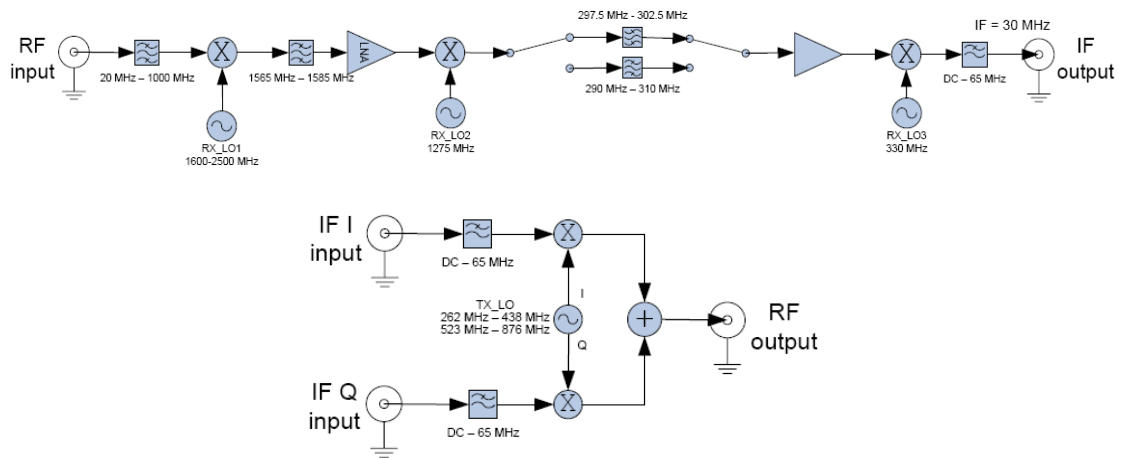 RF
input
20 MHz – 1000 MHz
X
RX_LO1
1600-2500 MHz
1565 MHz – 1585 MHz
LNA
X
RX_LO2
1275 MHz
297.5 MHz - 302.5 MHz
290 MHz – 310 MHz
X
RX_LO3
330 MHz
DC – 65 MHz
IF = 30 MHz
IF
output
IF I
input
DC – 65 MHz
X
I
TX_LO
262 MHz – 438 MHz
523 MHz – 876 MHz
Q
+
RF
output
IF Q
input
DC – 65 MHz
X